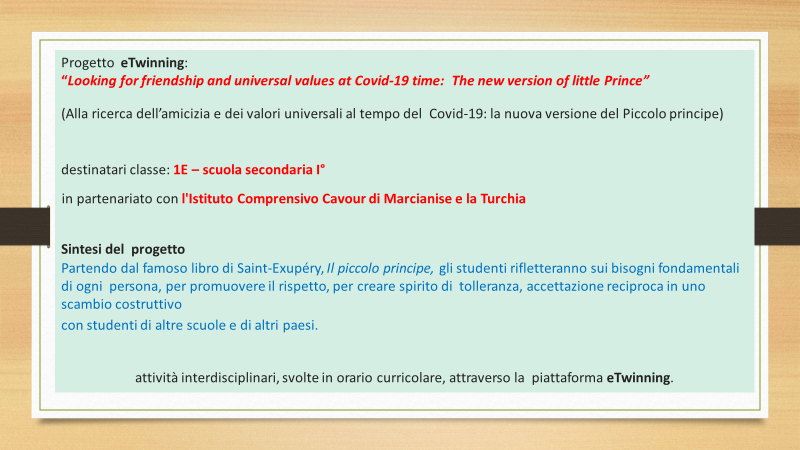 Progetto eTwinning:
“Looking for friendship and universal values at Covid-19 time: The new version of little Prince”
(Alla ricerca dell’amicizia e dei valori universali al tempo del Covid-19: la nuova versione del Piccolo principe)
destinatari classe: 1E – scuola secondaria I°
in partenariato con l'Istituto Comprensivo Cavour di Marcianise e la Turchia
Sintesi del progetto
Partendo dal famoso libro di Saint-Exupéry, Il piccolo principe, gli studenti rifletteranno sui bisogni fondamentali
di ogni persona, per promuovere il rispetto, per creare spirito di tolleranza, accettazione reciproca in uno
scambio costruttivo
con studenti di altre scuole e di altri paesi.
attività interdisciplinari, svolte in orario curricolare, attraverso la piattaforma eTwinning.